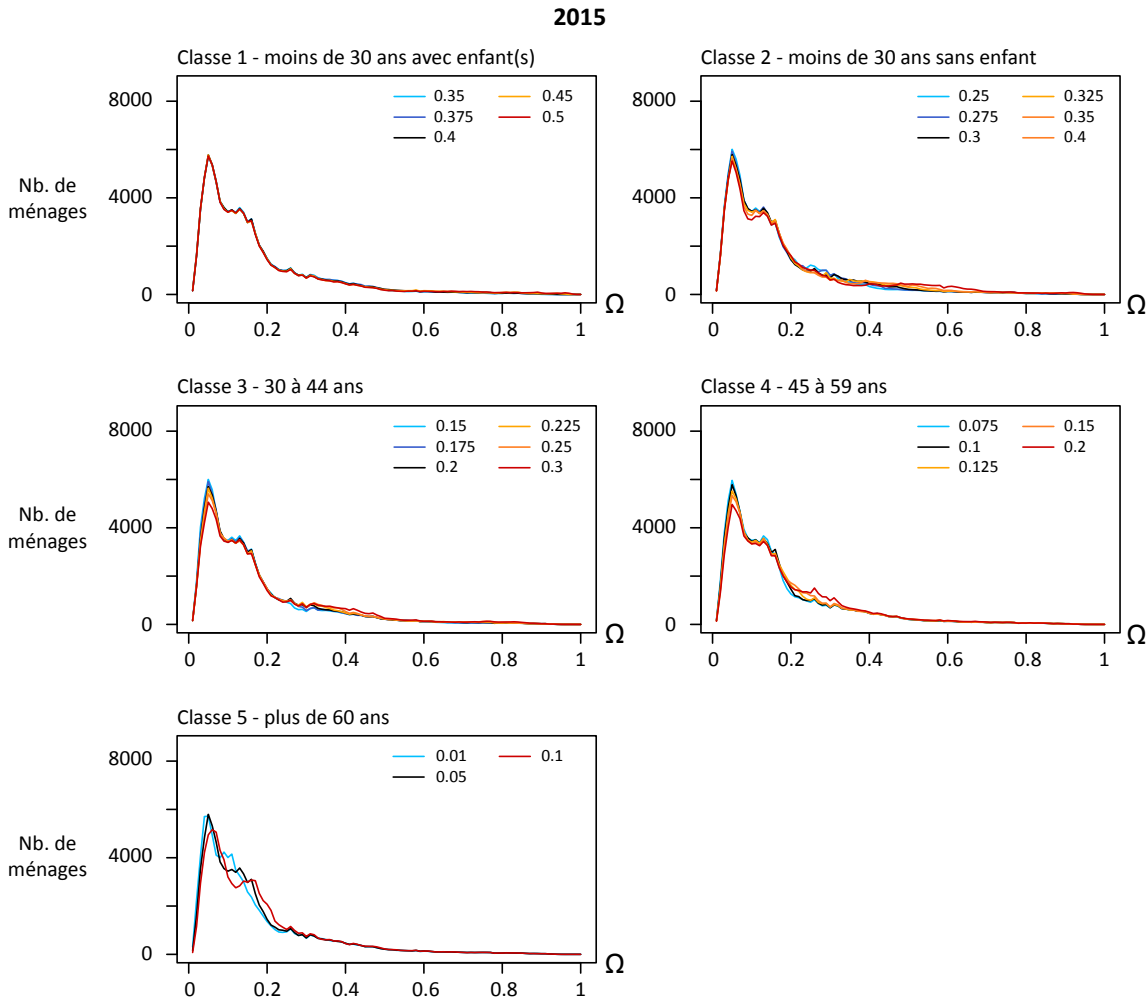 2015
Classe 1 - moins de 30 ans avec enfant(s)
8000
4000
0
Nb. de
ménages
0.35
0.375
0.4
0.45
0.5
0 0.2 0.4 0.6 0.8 1
Ω
Classe 2 - moins de 30 ans sans enfant
8000
4000
0
0.25
0.275
0.3
0.325
0.35
0.4
0 0.2 0.4 0.6 0.8 1
Ω
Classe 3 - 30 à 44 ans
8000
4000
0
Nb. de
ménages
0.15
0.175
0.2
0.225
0.25
0.3
0 0.2 0.4 0.6 0.8 1
Ω
Classe 4 - 45 à 59 ans
8000
4000
0
0.075
0.1
0.125
0.15
0.2
0 0.2 0.4 0.6 0.8 1
Ω
Classe 5 - plus de 60 ans
8000
4000
0
Nb. de
ménages
0.01
0.05
0.1
0 0.2 0.4 0.6 0.8 1
Ω